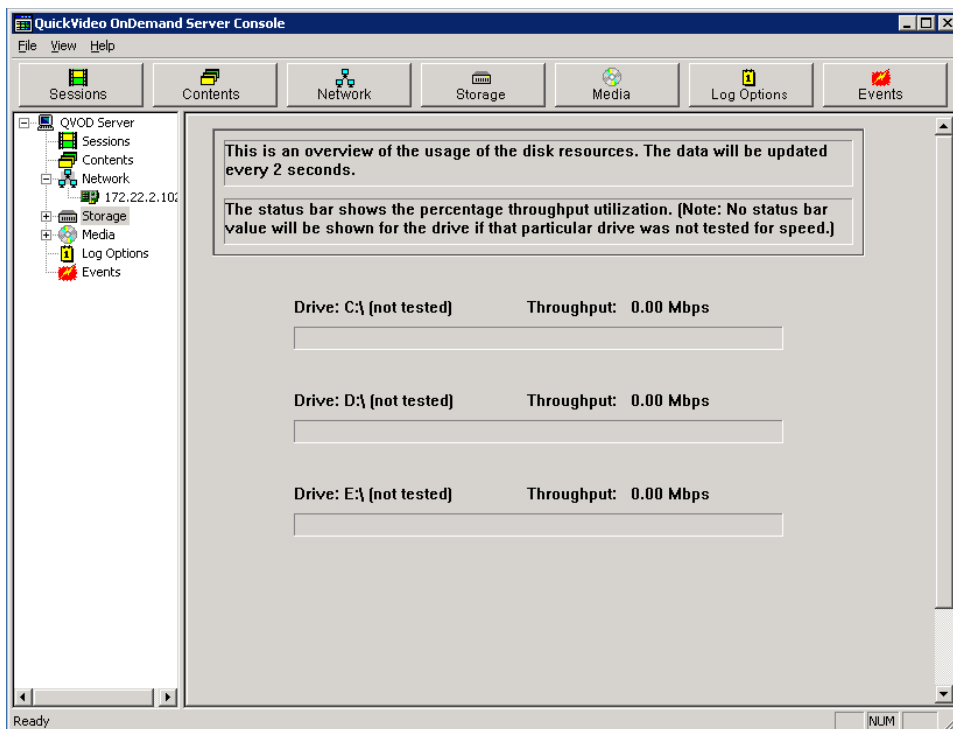 QuickVideo OnDemand Server Console
File View Help
Sessions Contents Network Storage Media Log Options Events
QVOD Server
Sessions
Contents
Network
172.22.2.102
Storage
Media
Log Options
Events
This is an overview of the usage of the disk resources. The data will be updated
every 2 seconds.
The status bar shows the percentage throughput utilization. (Note: No status bar
value will be shown for the drive if that particular drive was not tested for speed.)
Drive: C:\ (not tested) Throughput: 0.00 Mbps
Drive: D:\ (not tested) Throughput: 0.00 Mbps
Drive: E:\ (not tested) Throughput: 0.00 Mbps
Ready NUM